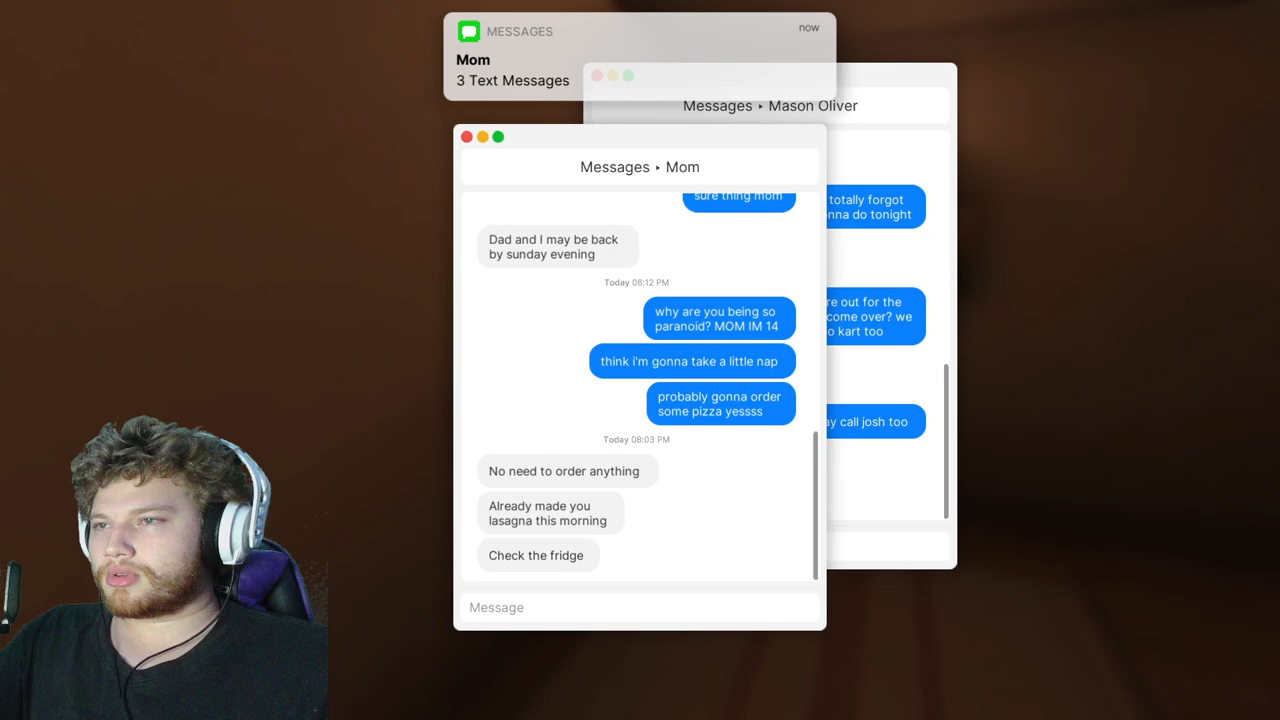 MESSAGES
now
Mom
3 Text Messages
Messages ‣ Mason Oliver
Messages ‣ Mom
sure thing mom
Dad and I may be back
by sunday evening
Today 06:12 PM
why are you being so
paranoid? MOM IM 14
think i'm gonna take a little nap
probably gonna order
some pizza yessss
Today 08:03 PM
No need to order anything
Already made you
lasagna this morning
Check the fridge
Message
totally forgot
do tonight
out for the
come over? we
kart too
call josh too